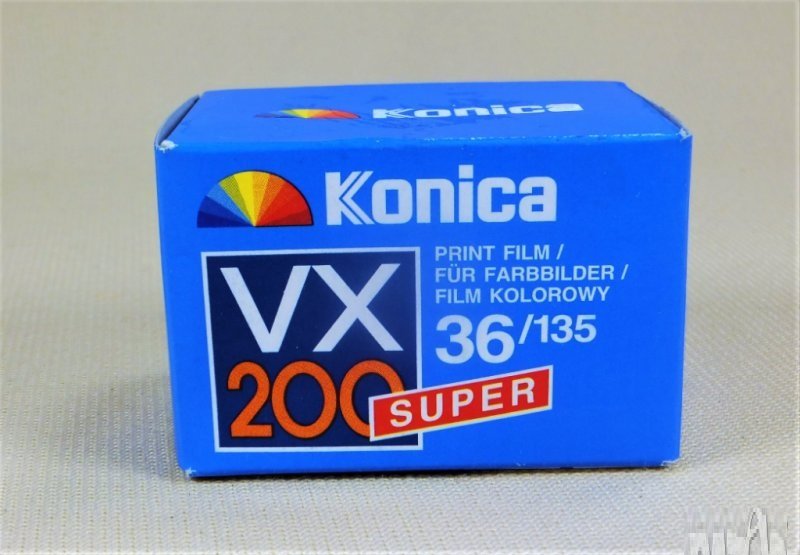 Konica
Konica
VX
200
SUPER
PRINT FILM /
FÜR FARBBILDER /
FILM KOLOROWY
36/135